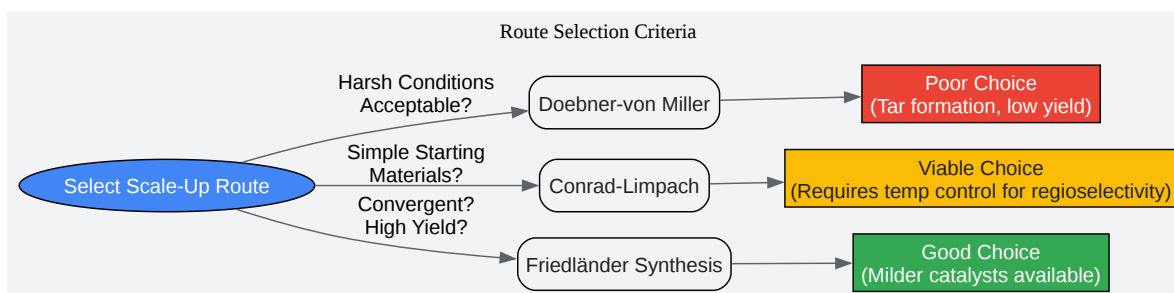 Route Selection Criteria
Harsh Conditions
Acceptable?
Doebner-von Miller
Poor Choice
(Tar formation, low yield)
Select Scale-Up Route
Simple Starting
Materials?
Conrad-Limpach
Viable Choice
(Requires temp control for regioselectivity)
Convergent?
High Yield?
Friedländer Synthesis
Good Choice
(Milder catalysts available)